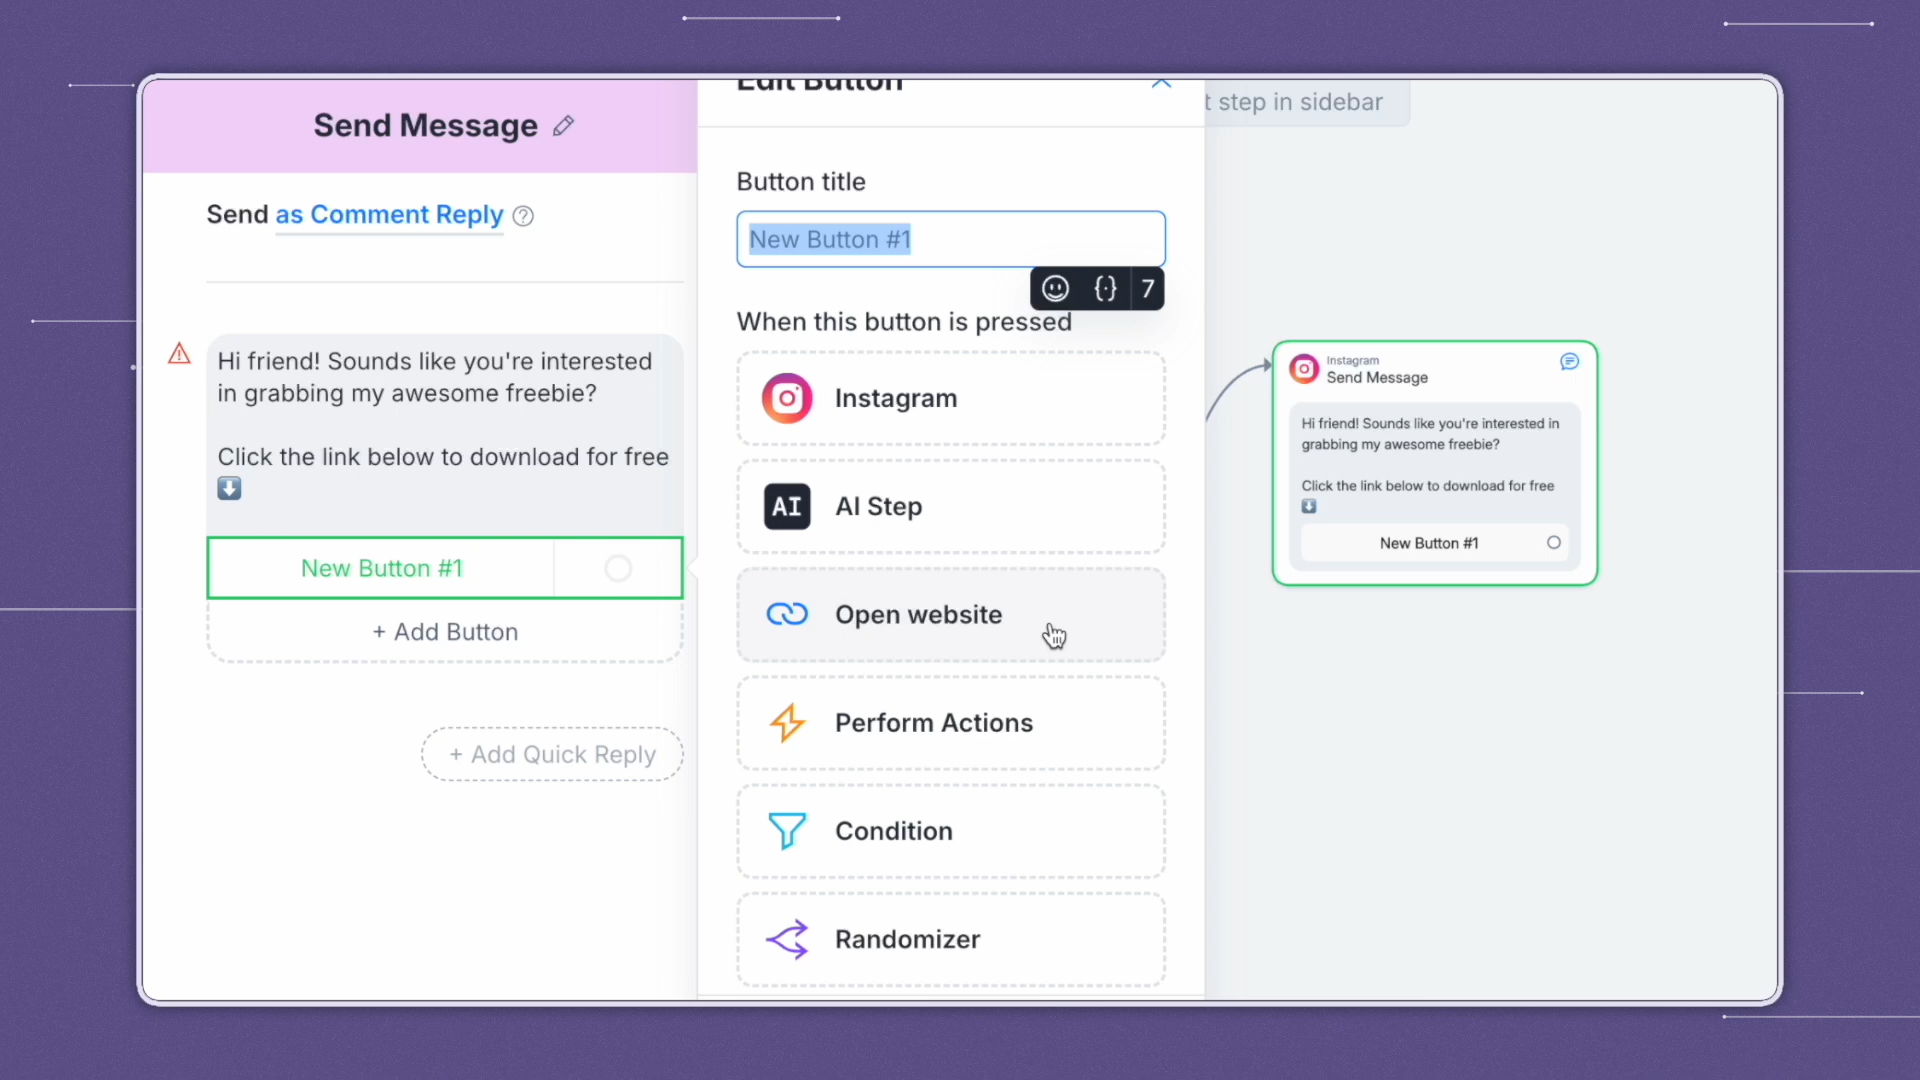 Send Message
Send as Comment Reply
Hi friend! Sounds like you're interested
in grabbing my awesome freebie?
Click the link below to download for free
New Button #1
+ Add Button
+ Add Quick Reply
Edit Button
Button title
New Button #1
7
When this button is pressed
Instagram
AI
AI Step
Open website
Perform Actions
Condition
Randomizer
t step in sidebar
Instagram
Send Message
Hi friend! Sounds like you're interested in
grabbing my awesome freebie?
Click the link below to download for free
New Button #1